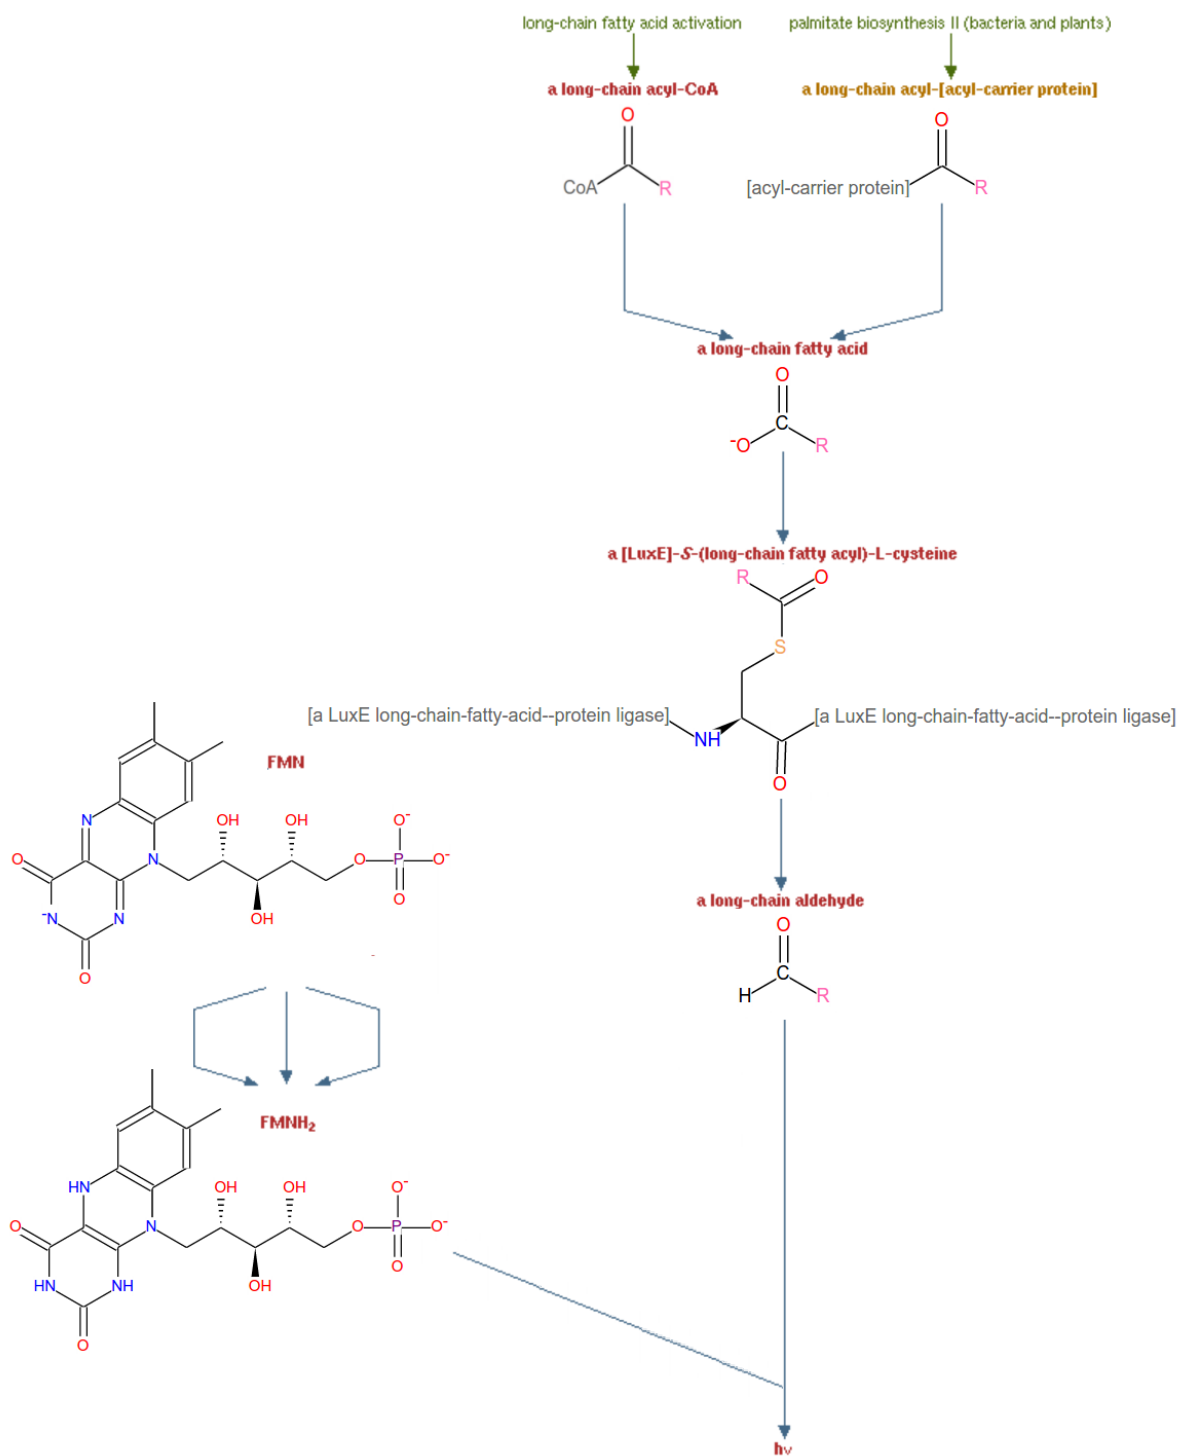 long-chain fatty acid activation
palmitate biosynthesis II (bacteria and plants)
a long-chain acyl-CoA
a long-chain acyl-[acyl-carrier protein]
O
O
CoA
R
[acyl-carrier protein]
R
a long-chain fatty acid
O
C
-O
R
a [LuxE]-S-(long-chain fatty acyl)-L-cysteine
R
O
S
[a LuxE long-chain-fatty-acid--protein ligase]
[a LuxE long-chain-fatty-acid--protein ligase]
NH
O
FMN
N
OH
OH
O-
O
N
O
P
O-
O
-N
N
OH
O
a long-chain aldehyde
O
C
H
R
FMNH2
HN
OH
OH
O-
O
N
O
P
O-
O
HN
NH
OH
O
hν